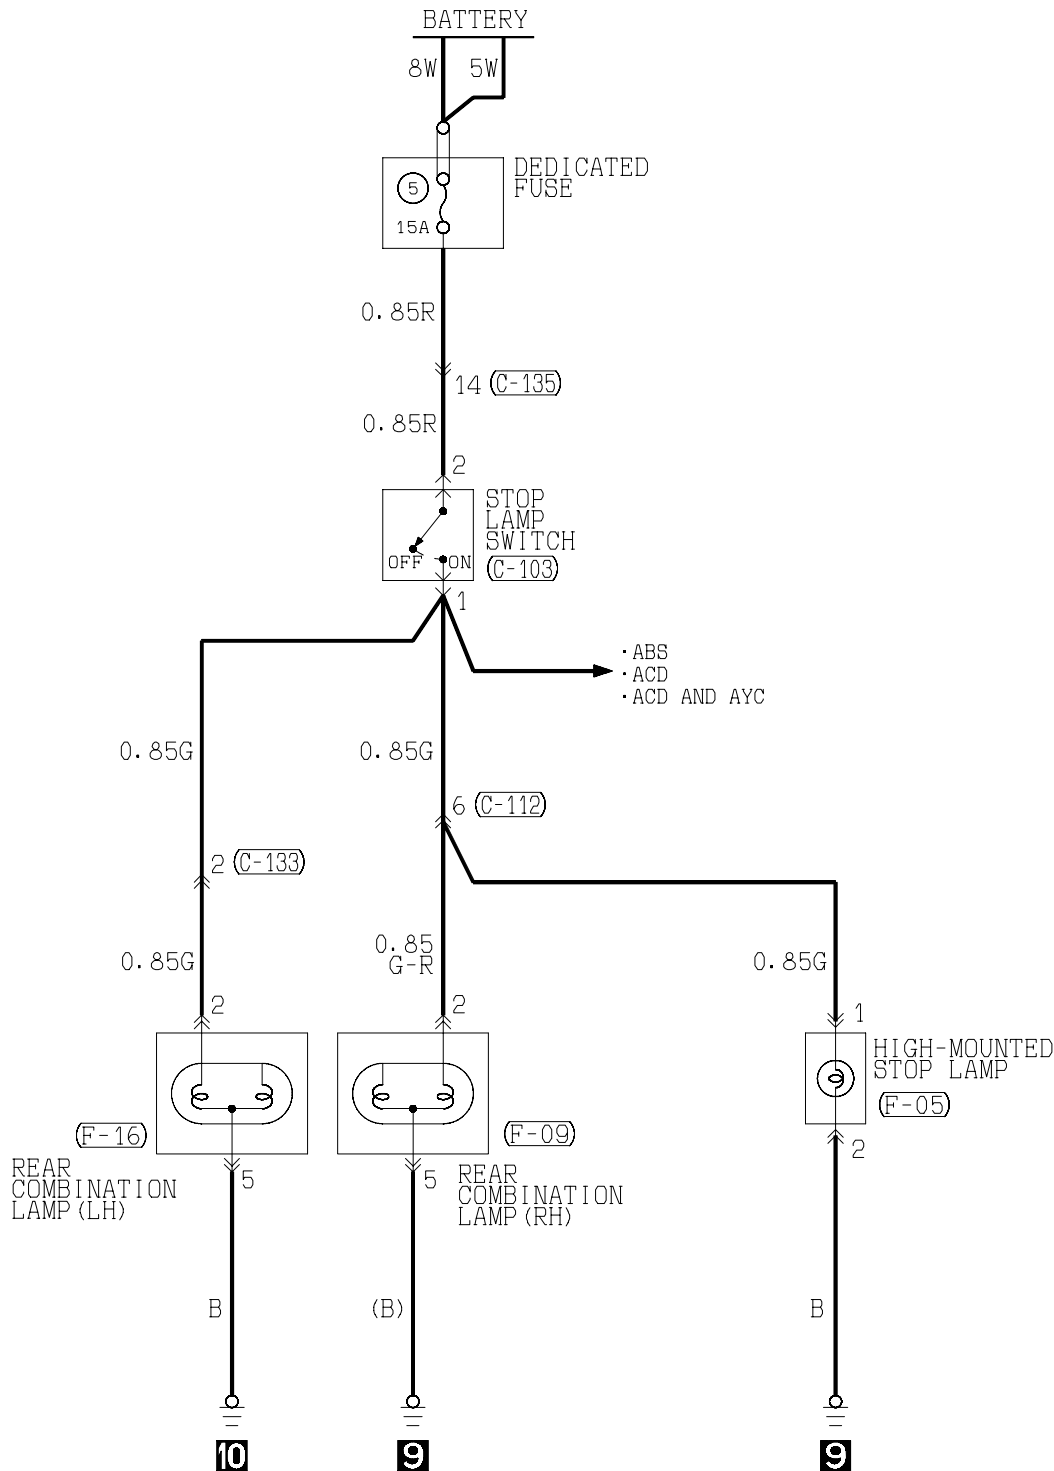 BATTERY
8W
5W
DEDICATED
FUSE
5
15A
0.85R
14 C-135
0.85R
2
STOP
LAMP
SWITCH
OFF ON
C-103
1
·ABS
·ACD
·ACD AND AYC
0.85G
0.85G
6 C-112
2 C-133
0.85
G-R
0.85G
0.85G
2
2
1
HIGH-MOUNTED
STOP LAMP
F-05
F-16
F-09
2
5
5
REAR
COMBINATION
LAMP(LH)
REAR
COMBINATION
LAMP(RH)
B
(B)
B
10
9
9